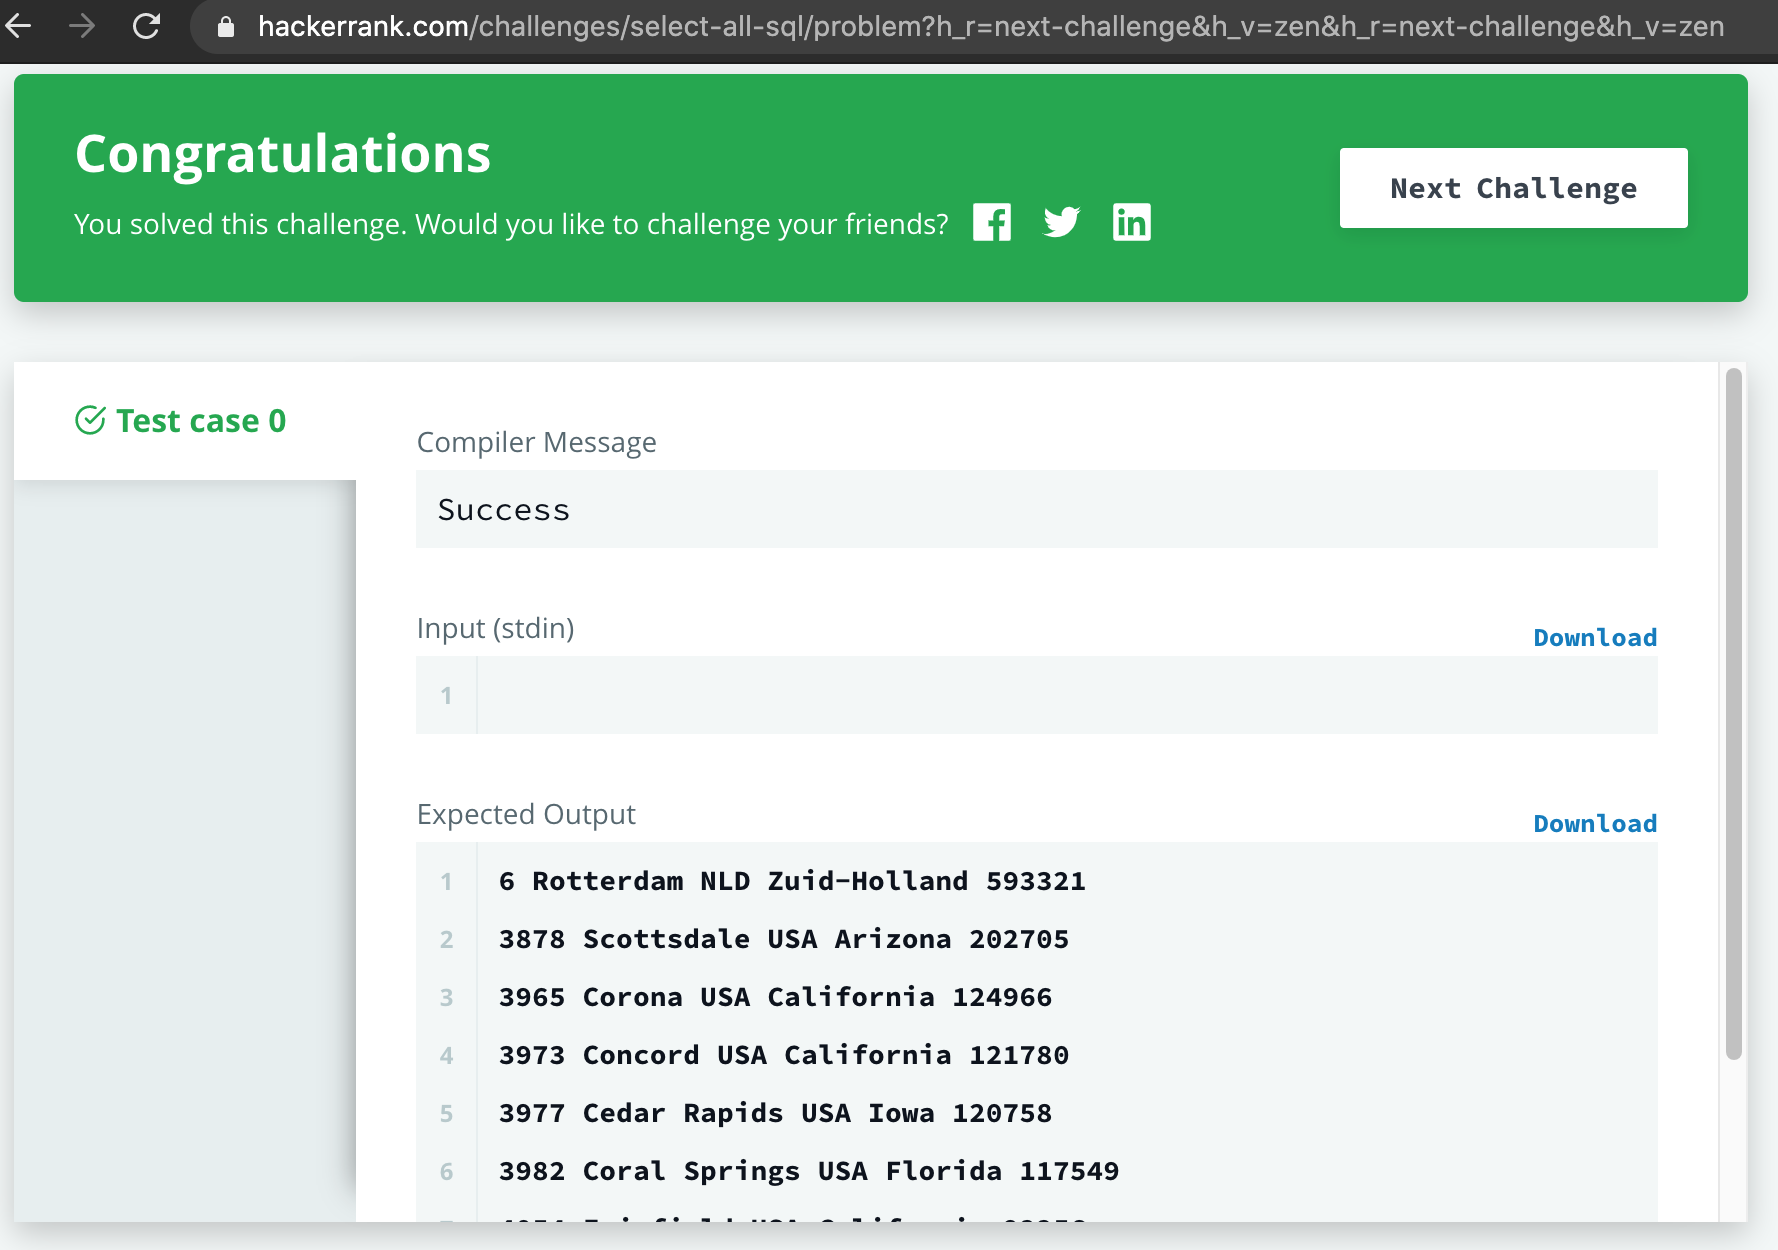 hackerrank.com/challenges/select-all-sql/problem?h_r=next-challenge&h_v=zen&h_r=next-challenge&h_v=zen
Congratulations
You solved this challenge. Would you like to challenge your friends?
Next Challenge
Test case 0
Compiler Message
Success
Input (stdin)
Download
1
Expected Output
Download
1 6 Rotterdam NLD Zuid-Holland 593321
2 3878 Scottsdale USA Arizona 202705
3 3965 Corona USA California 124966
4 3973 Concord USA California 121780
5 3977 Cedar Rapids USA Iowa 120758
6 3982 Coral Springs USA Florida 117549